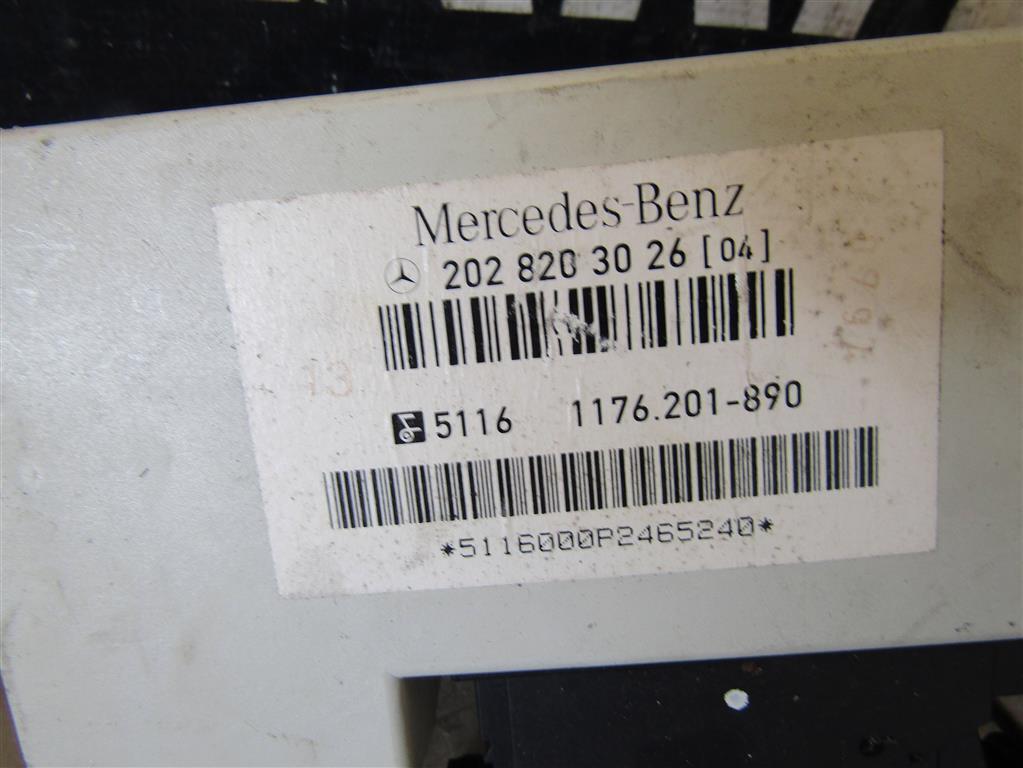 Mercedes-Benz
202 820 30 26 [04]
13
5116 1176.201-890
*5116000P2465240*